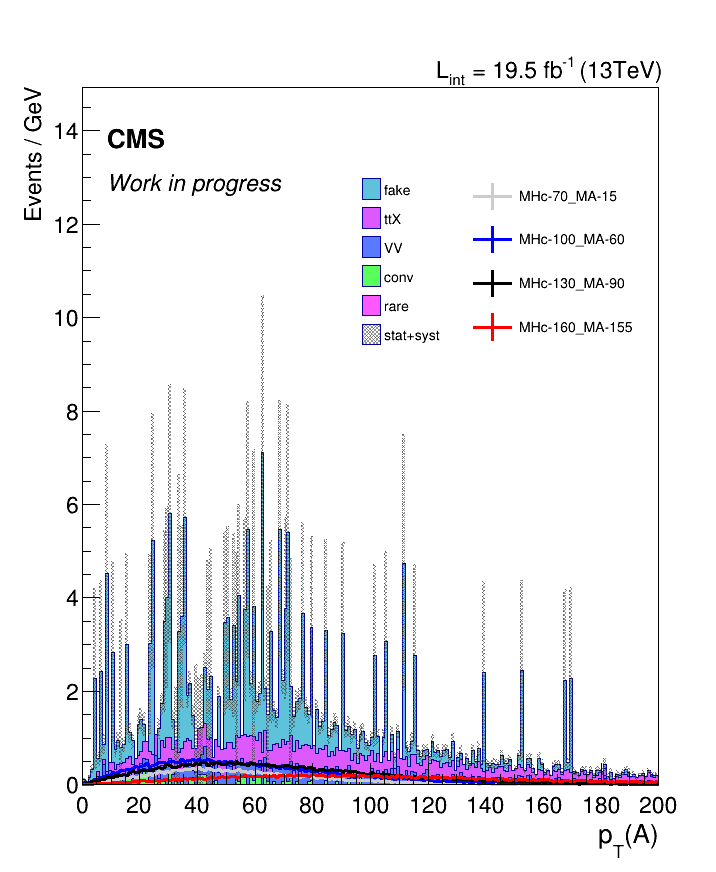 L_int = 19.5 fb^-1 (13TeV)
Events / GeV
CMS
Work in progress
fake
ttX
VV
conv
rare
stat+syst
MHc-70_MA-15
MHc-100_MA-60
MHc-130_MA-90
MHc-160_MA-155
14
12
10
8
6
4
2
0
0 20 40 60 80 100 120 140 160 180 200
p_T(A)